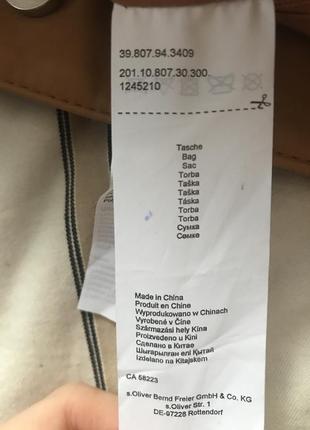 39.807.94.3409
201.10.807.30.300.
1245210
Tasche
Bag
Sac
Torba
Taška
Taška
Táska
Torba
Torba
Сумка
Сөмке
Made in China
Produit en Chine
Wyprodukowano w Chinach
Vyrobené v Číne
Származási hely Kína
Proizvedeno u Kini
Сделано в Китае
Шығарылған елі Қытай
Izdelano na Kitajskem
CA 58223
s.Oliver Bernd Freier GmbH & Co. KG
s.Oliver Str. 1
DE-97228 Rottendorf